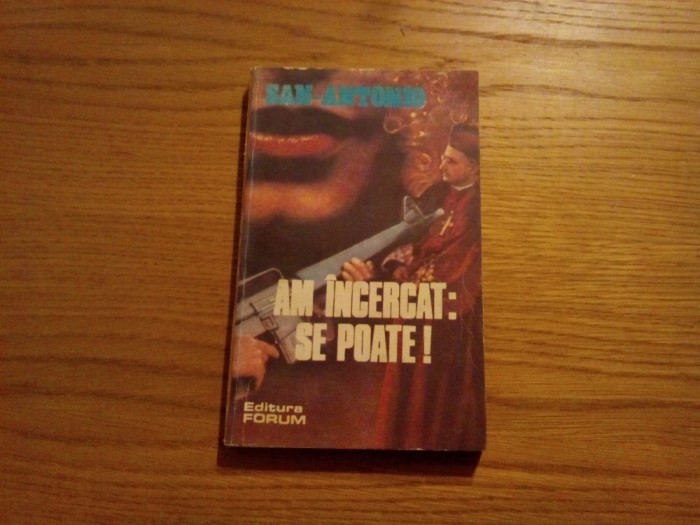 SAN-ANTONIO
AM ÎNCERCAT:
SE POATE!
Editura
FORUM